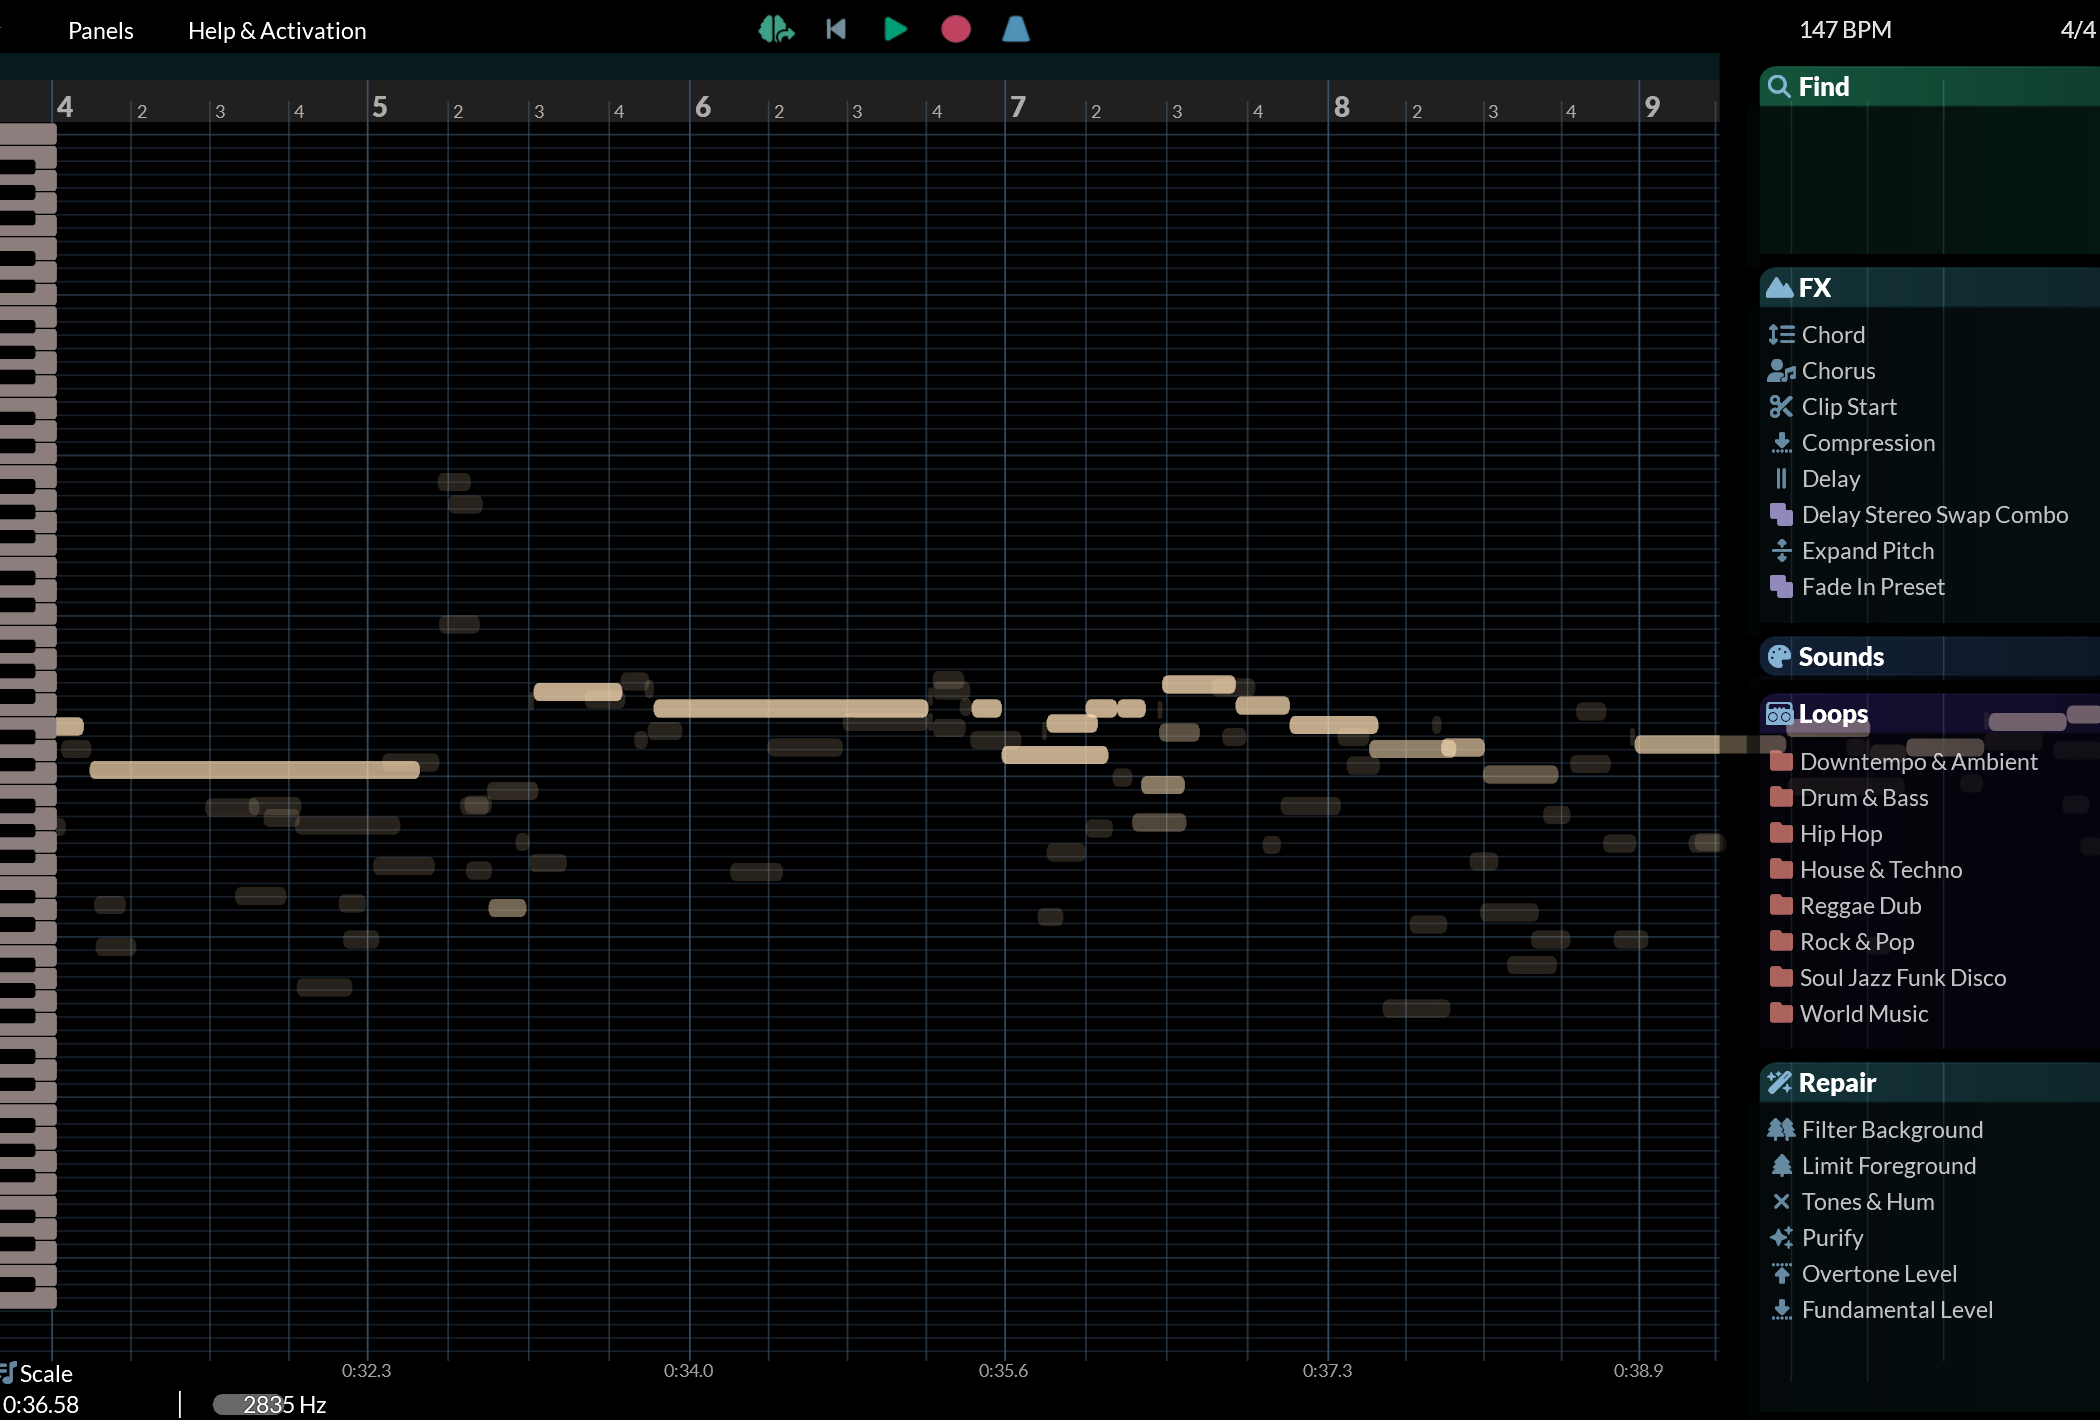 Panels Help & Activation 147 BPM 4/4
4 2 3 4 5 2 3 4 6 2 3 4 7 2 3 4 8 2 3 4 9
Find
FX
Chord
Chorus
Clip Start
Compression
Delay
Delay Stereo Swap Combo
Expand Pitch
Fade In Preset
Sounds
Loops
Downtempo & Ambient
Drum & Bass
Hip Hop
House & Techno
Reggae Dub
Rock & Pop
Soul Jazz Funk Disco
World Music
Repair
Filter Background
Limit Foreground
Tones & Hum
Purify
Overtone Level
Fundamental Level
Scale 0:32.3 0:34.0 0:35.6 0:37.3 0:38.9
0:36.58 2835 Hz